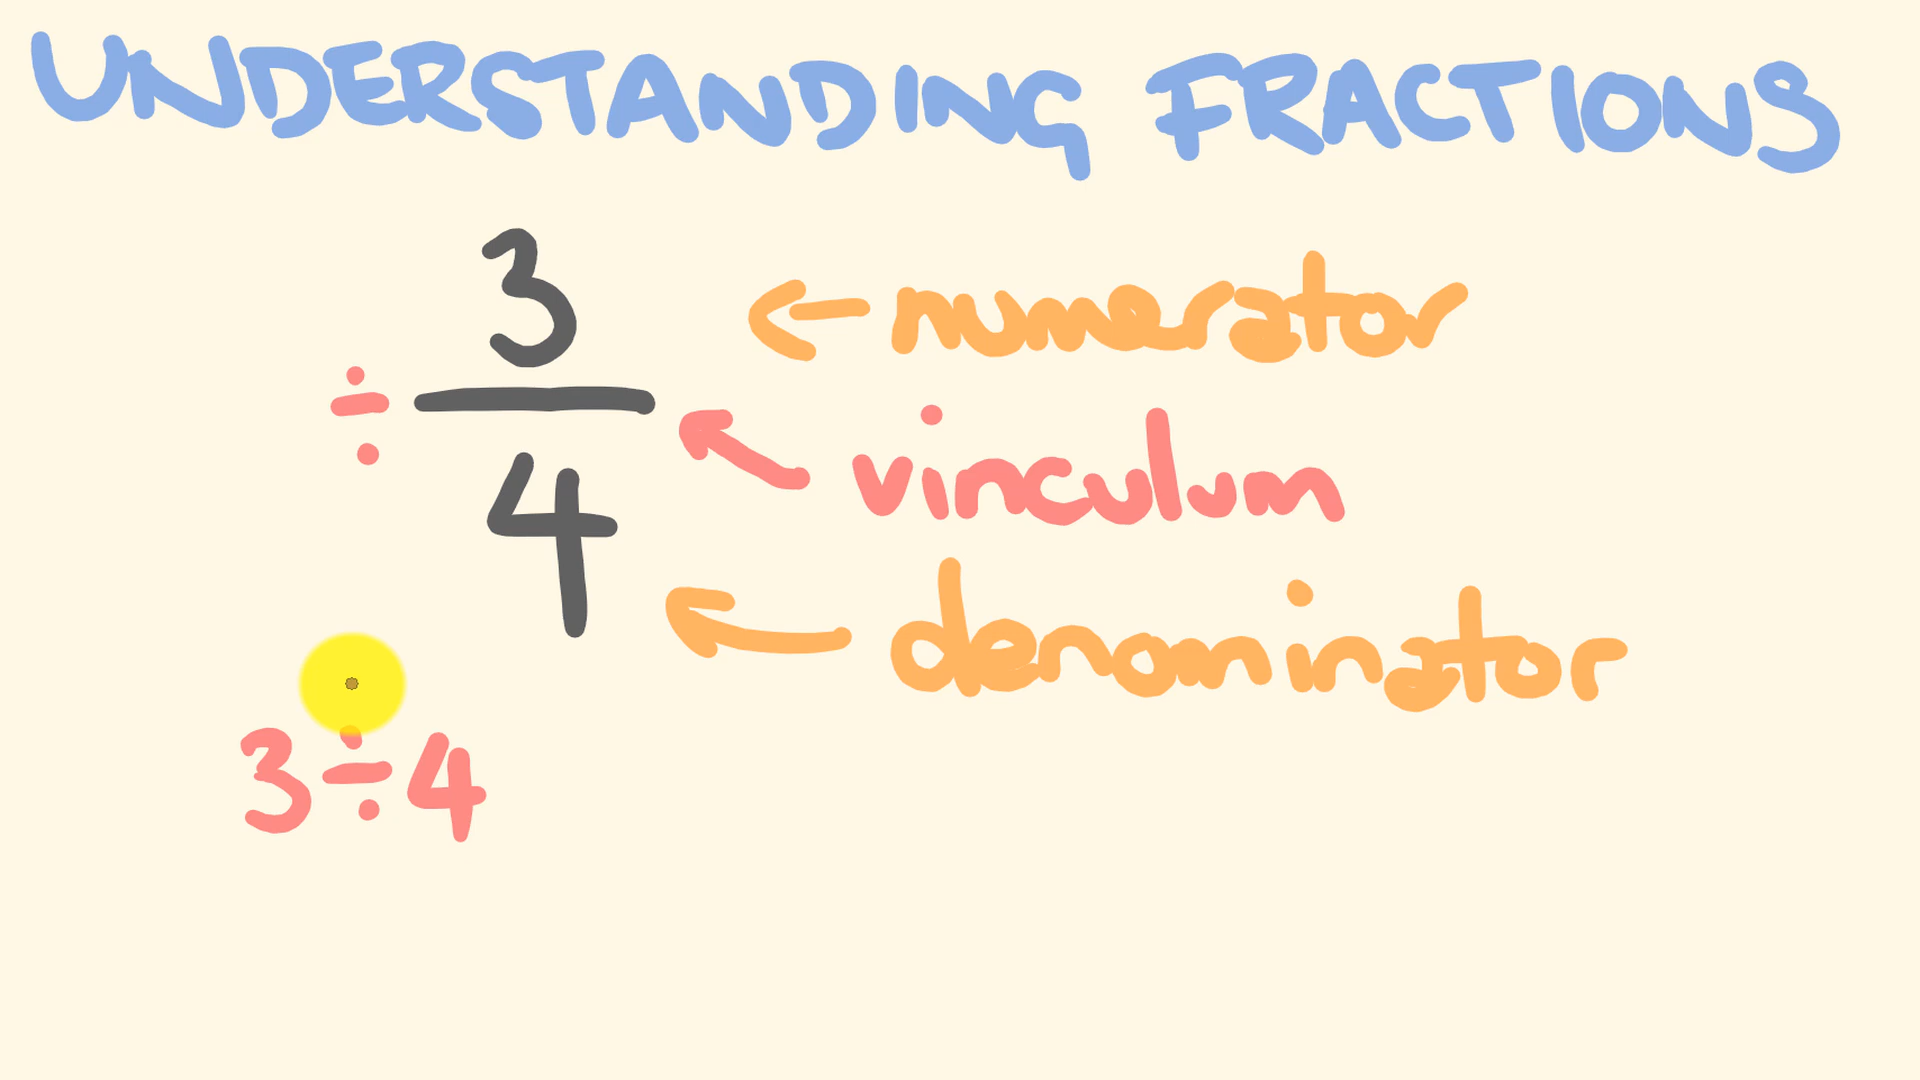 UNDERSTANDING FRACTIONS
3
← numerator
÷
← vinculum
4
← denominator
3÷4